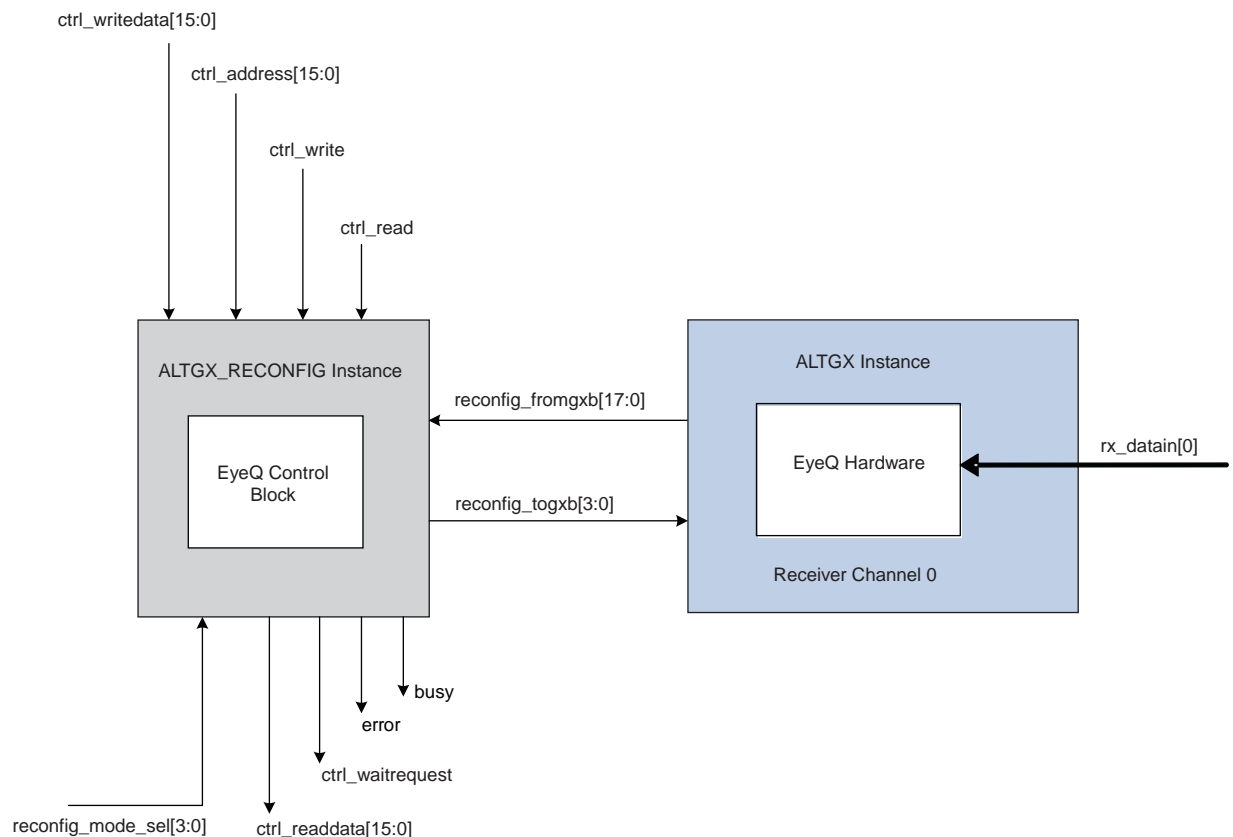 ctrl_writedata[15:0]
ctrl_address[15:0]
ctrl_write
ctrl_read
ALTGX_RECONFIG Instance
EyeQ Control
Block
reconfig_fromgxb[17:0]
reconfig_togxb[3:0]
ALTGX Instance
EyeQ Hardware
Receiver Channel 0
rx_datain[0]
busy
error
ctrl_waitrequest
reconfig_mode_sel[3:0]
ctrl_readdata[15:0]